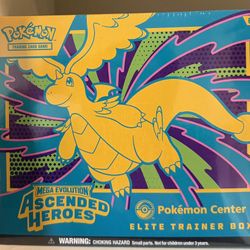 Pokémon
TRADING CARD GAME
MEGA EVOLUTION
ASCENDED
HEROES
Pokémon Center
ELITE TRAINER BO
WARNING: CHOKING HAZARD Small parts. Not for children under 3 years.